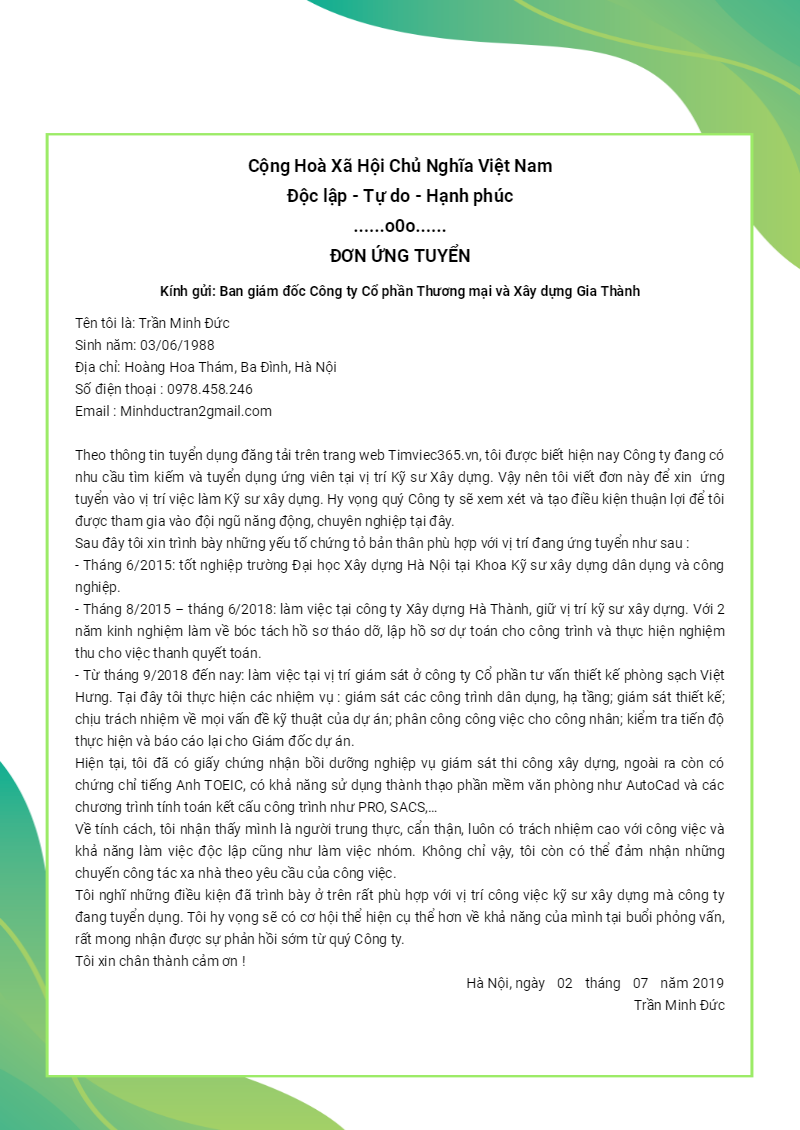 Cộng Hoà Xã Hội Chủ Nghĩa Việt Nam
Độc lập - Tự do - Hạnh phúc
......o0o......
ĐƠN ỨNG TUYỂN
Kính gửi: Ban giám đốc Công ty Cổ phần Thương mại và Xây dựng Gia Thành
Tên tôi là: Trần Minh Đức
Sinh năm: 03/06/1988
Địa chỉ: Hoàng Hoa Thám, Ba Đình, Hà Nội
Số điện thoại : 0978.458.246
Email : Minhductran2gmail.com
Theo thông tin tuyển dụng đăng tải trên trang web Timviec365.vn, tôi được biết hiện nay Công ty đang có
nhu cầu tìm kiếm và tuyển dụng ứng viên tại vị trí Kỹ sư Xây dựng. Vậy nên tôi viết đơn này để xin ứng
tuyển vào vị trí việc làm Kỹ sư xây dựng. Hy vọng quý Công ty sẽ xem xét và tạo điều kiện thuận lợi để tôi
được tham gia vào đội ngũ năng động, chuyên nghiệp tại đây.
Sau đây tôi xin trình bày những yếu tố chứng tỏ bản thân phù hợp với vị trí đang ứng tuyển như sau :
- Tháng 6/2015: tốt nghiệp trường Đại học Xây dựng Hà Nội tại Khoa Kỹ sư xây dựng dân dụng và công
nghiệp.
- Tháng 8/2015 – tháng 6/2018: làm việc tại công ty Xây dựng Hà Thành, giữ vị trí kỹ sư xây dựng. Với 2
năm kinh nghiệm làm về bóc tách hồ sơ tháo dỡ, lập hồ sơ dự toán cho công trình và thực hiện nghiệm
thu cho việc thanh quyết toán.
- Từ tháng 9/2018 đến nay: làm việc tại vị trí giám sát ở công ty Cổ phần tư vấn thiết kế phòng sạch Việt
Hưng. Tại đây tôi thực hiện các nhiệm vụ : giám sát các công trình dân dụng, hạ tầng; giám sát thiết kế;
chịu trách nhiệm về mọi vấn đề kỹ thuật của dự án; phân công công việc cho công nhân; kiểm tra tiến độ
thực hiện và báo cáo lại cho Giám đốc dự án.
Hiện tại, tôi đã có giấy chứng nhận bồi dưỡng nghiệp vụ giám sát thi công xây dựng, ngoài ra còn có
chứng chỉ tiếng Anh TOEIC, có khả năng sử dụng thành thạo phần mềm văn phòng như AutoCad và các
chương trình tính toán kết cấu công trình như PRO, SACS,...
Về tính cách, tôi nhận thấy mình là người trung thực, cẩn thận, luôn có trách nhiệm cao với công việc và
khả năng làm việc độc lập cũng như làm việc nhóm. Không chỉ vậy, tôi còn có thể đảm nhận những
chuyến công tác xa nhà theo yêu cầu của công việc.
Tôi nghĩ những điều kiện đã trình bày ở trên rất phù hợp với vị trí công việc kỹ sư xây dựng mà công ty
đang tuyển dụng. Tôi hy vọng sẽ có cơ hội thể hiện cụ thể hơn về khả năng của mình tại buổi phỏng vấn,
rất mong nhận được sự phản hồi sớm từ quý Công ty.
Tôi xin chân thành cảm ơn !
Hà Nội, ngày 02 tháng 07 năm 2019
Trần Minh Đức